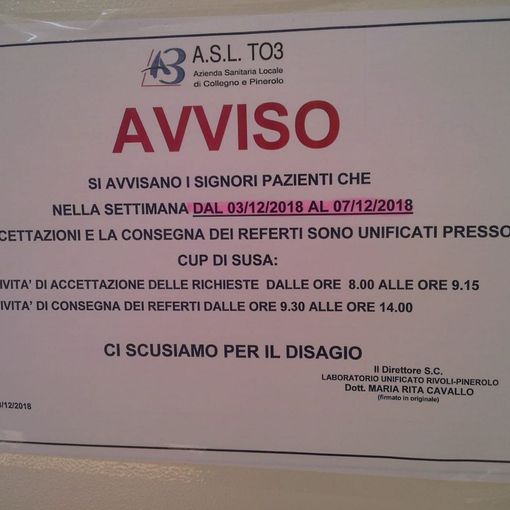 A3 A.S.L. TO3
Azienda Sanitaria Locale
di Collegno e Pinerolo
AVVISO
SI AVVISANO I SIGNORI PAZIENTI CHE
NELLA SETTIMANA DAL 03/12/2018 AL 07/12/2018
CETTAZIONI E LA CONSEGNA DEI REFERTI SONO UNIFICATI PRESSO
CUP DI SUSA:
IVITA' DI ACCETTAZIONE DELLE RICHIESTE DALLE ORE 8.00 ALLE ORE 9.15
IVITA' DI CONSEGNA DEI REFERTI DALLE ORE 9.30 ALLE ORE 14.00
CI SCUSIAMO PER IL DISAGIO
Il Direttore S.C.
LABORATORIO UNIFICATO RIVOLI-PINEROLO
Dott. MARIA RITA CAVALLO
(firmato in originale)
/12/2018